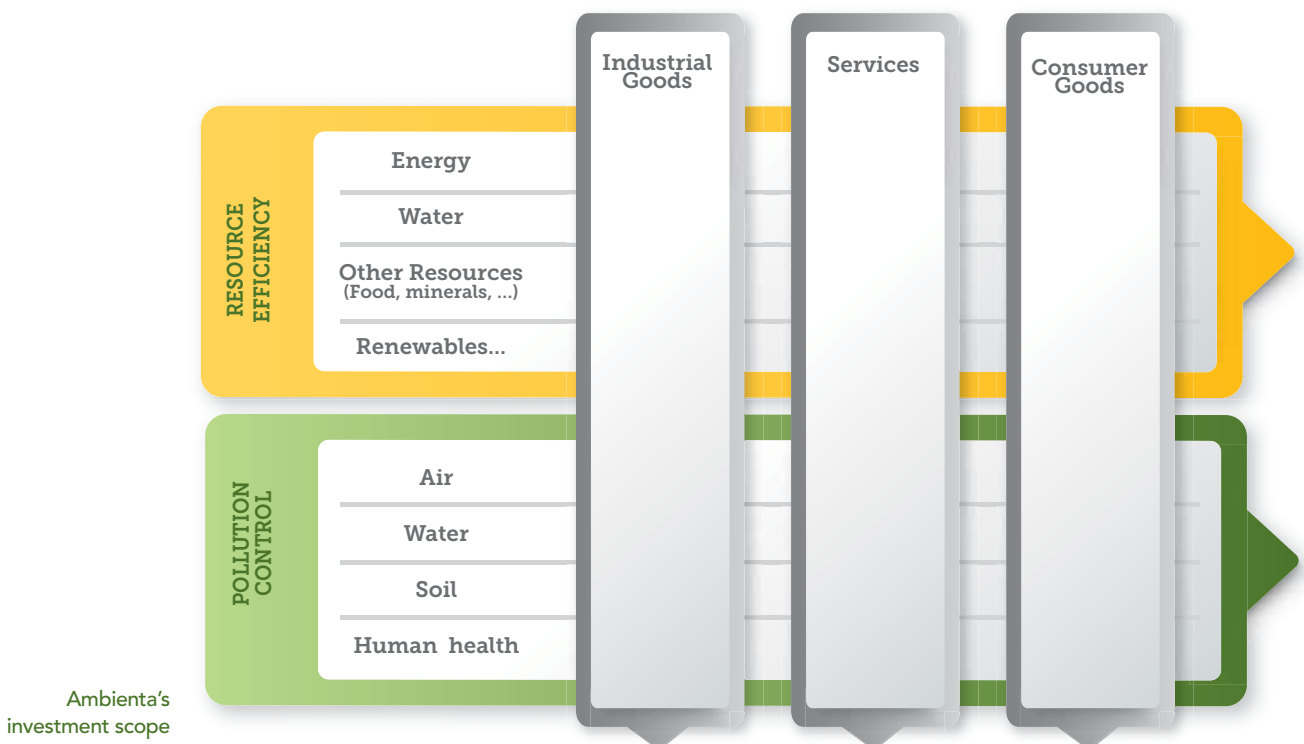 Industrial
Goods
Services
Consumer
Goods
RESOURCE
EFFICIENCY
Energy
Water
Other Resources
(Food, minerals, ...)
Renewables...
POLLUTION
CONTROL
Air
Water
Soil
Human health
Ambienta’s
investment scope